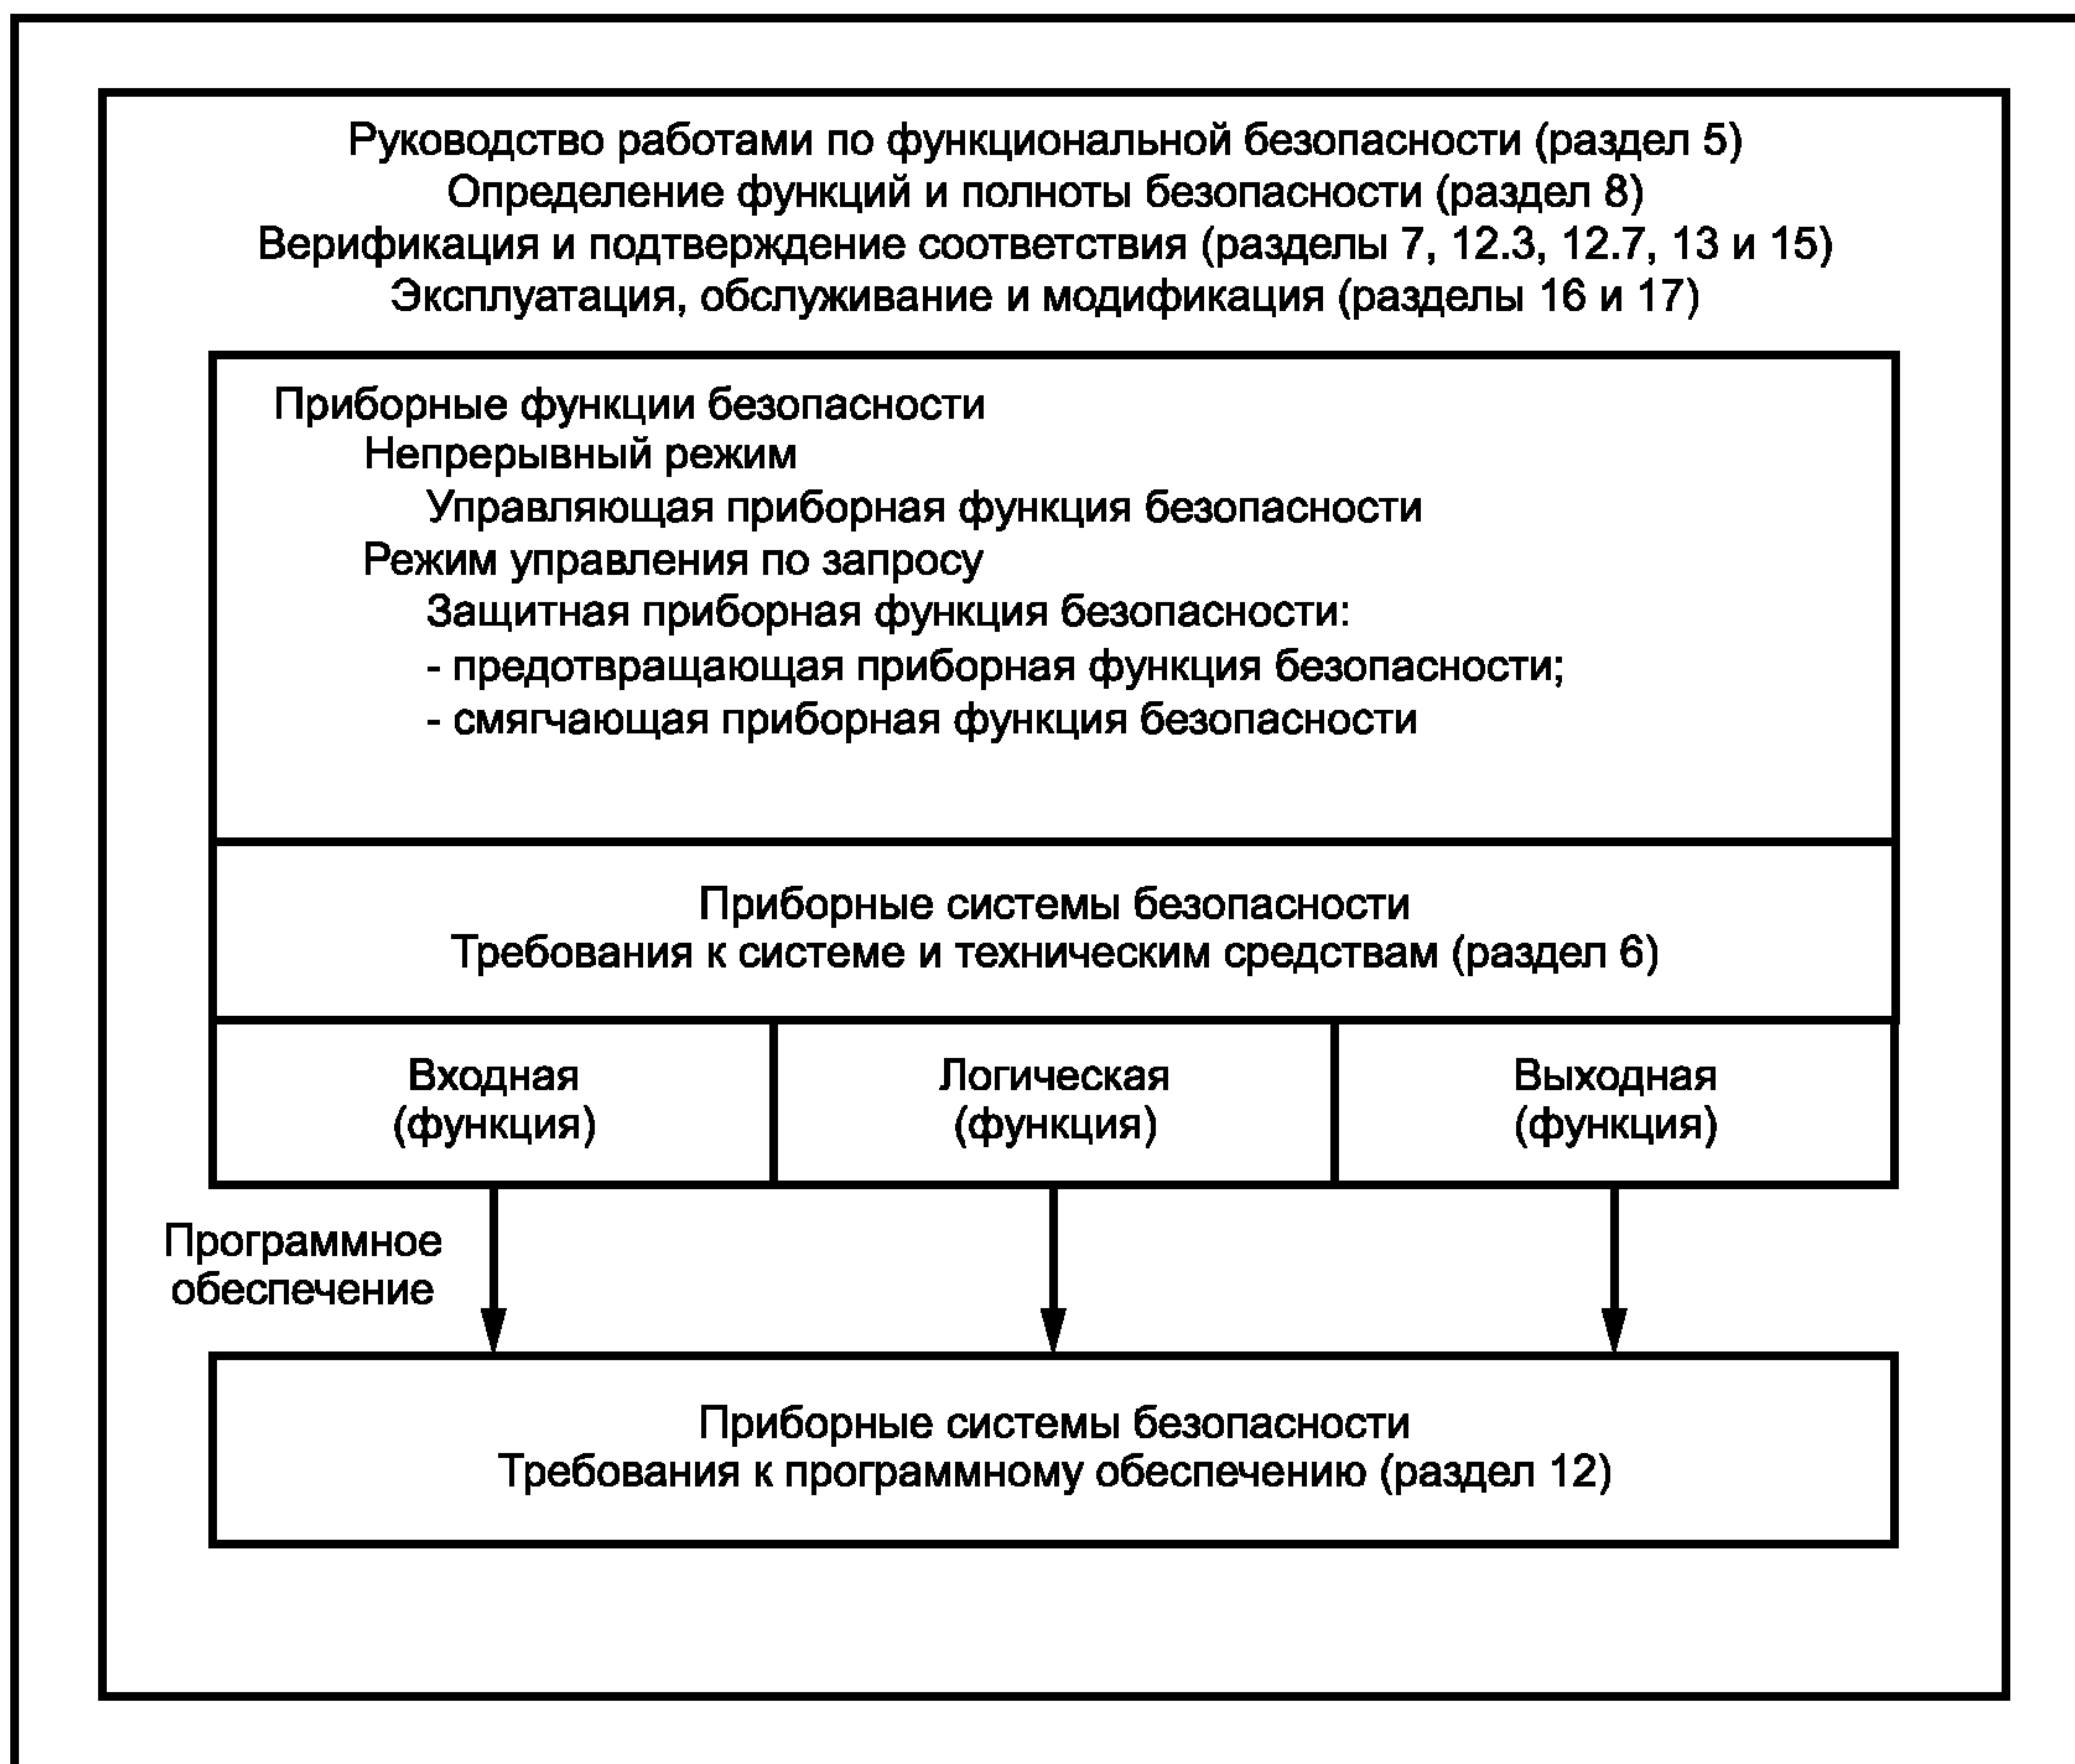 Руководство работами по функциональной безопасности (раздел 5)
Определение функций и полноты безопасности (раздел 8)
Верификация и подтверждение соответствия (разделы 7, 12.3, 12.7, 13 и 15)
Эксплуатация, обслуживание и модификация (разделы 16 и 17)
Приборные функции безопасности
Непрерывный режим
Управляющая приборная функция безопасности
Режим управления по запросу
Защитная приборная функция безопасности:
- предотвращающая приборная функция безопасности;
- смягчающая приборная функция безопасности
Приборные системы безопасности
Требования к системе и техническим средствам (раздел 6)
Входная
(функция)
Логическая
(функция)
Выходная
(функция)
Программное
обеспечение
Приборные системы безопасности
Требования к программному обеспечению (раздел 12)